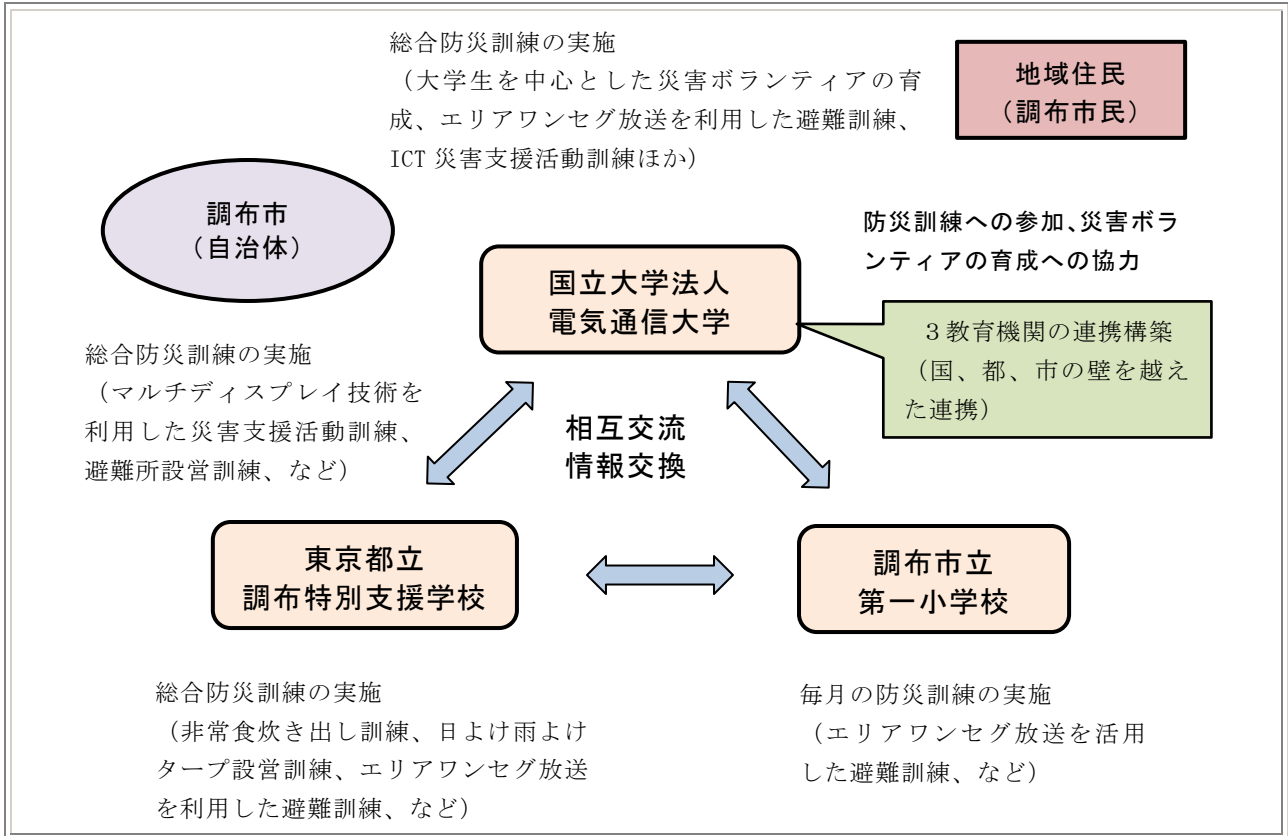 総合防災訓練の実施
（大学生を中心とした災害ボランティアの育
成、エリアワンセグ放送を利用した避難訓練、
ICT 災害支援活動訓練ほか）
地域住民
（調布市民）
調布市
（自治体）
防災訓練への参加、災害ボラ
ンティアの育成への協力
国立大学法人
電気通信大学
３教育機関の連携構築
（国、都、市の壁を越え
た連携）
総合防災訓練の実施
（マルチディスプレイ技術を
利用した災害支援活動訓練、
避難所設営訓練、など）
相互交流
情報交換
東京都立
調布特別支援学校
調布市立
第一小学校
総合防災訓練の実施
（非常食炊き出し訓練、日よけ雨よけ
タープ設営訓練、エリアワンセグ放送
を利用した避難訓練、など）
毎月の防災訓練の実施
（エリアワンセグ放送を活用
した避難訓練、など）